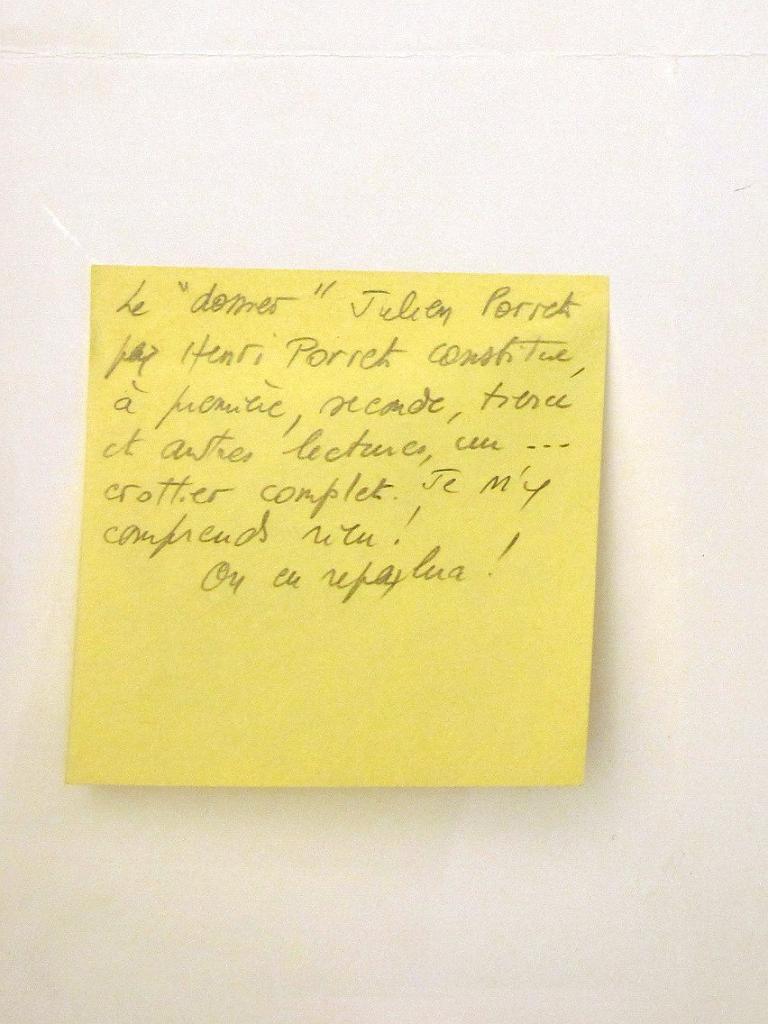 Le "dossier" Julien Porret
par Henri Porret constitue,
à première, seconde, tierce
et autres lectures, un ...
crottier complet. Je n'y
comprends rien !
On en reparlera !